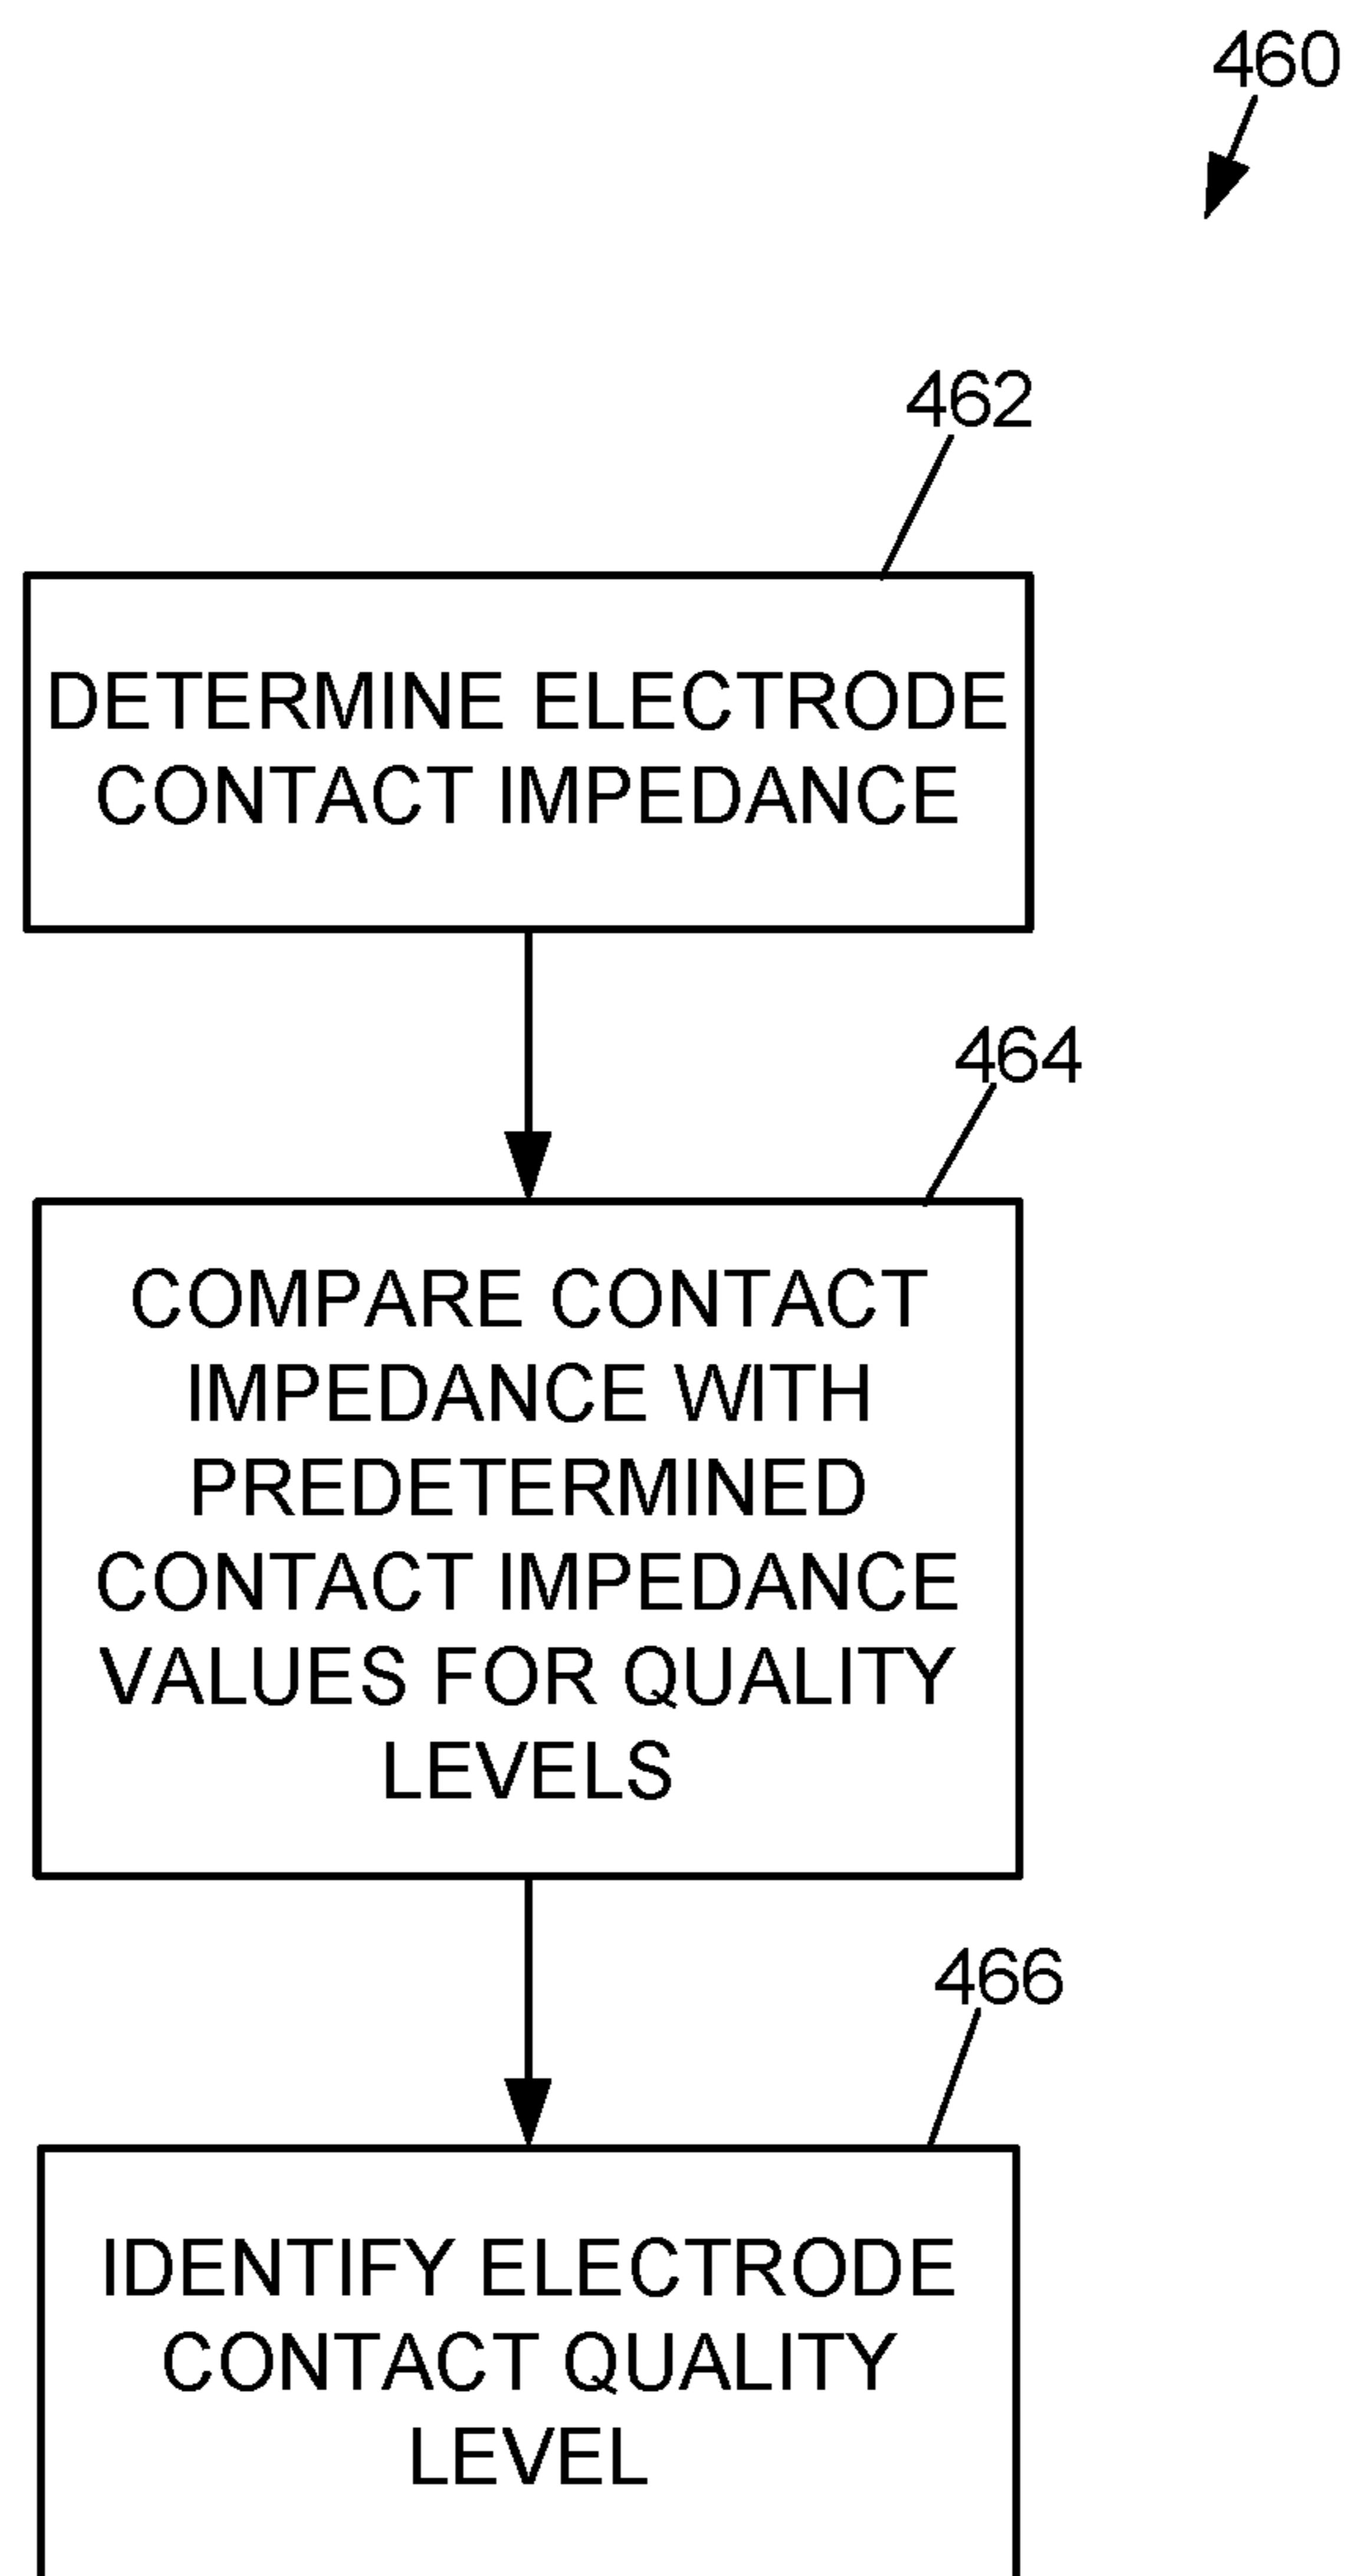 460
462
DETERMINE ELECTRODE
CONTACT IMPEDANCE
464
COMPARE CONTACT
IMPEDANCE WITH
PREDETERMINED
CONTACT IMPEDANCE
VALUES FOR QUALITY
LEVELS
466
IDENTIFY ELECTRODE
CONTACT QUALITY
LEVEL